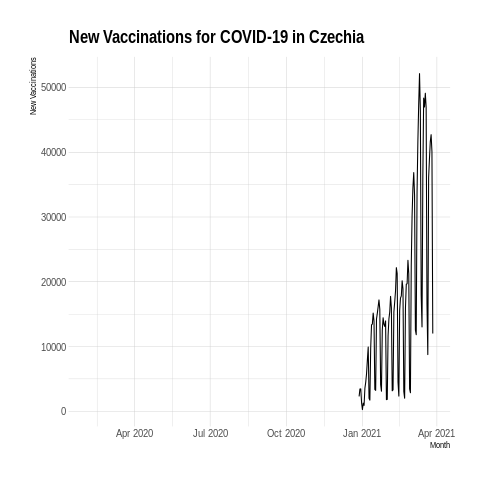 New Vaccinations for COVID-19 in Czechia
New Vaccinations
50000
40000
30000
20000
10000
0
Apr 2020
Jul 2020
Oct 2020
Jan 2021
Apr 2021
Month